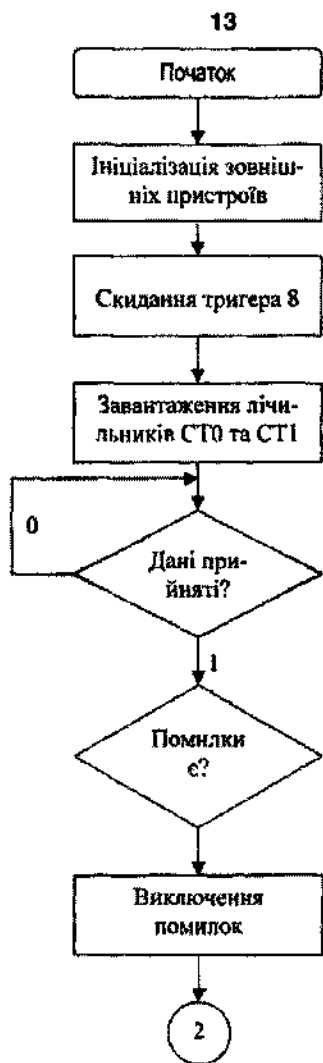 13
Початок
Ініціалізація зовніш-
ніх пристроїв
Скидання тригера 8
Завантаження лічи-
льників СТ0 та СТ1
0
Дані при-
йняті?
1
Помилки
є?
Виключення
помилок
2